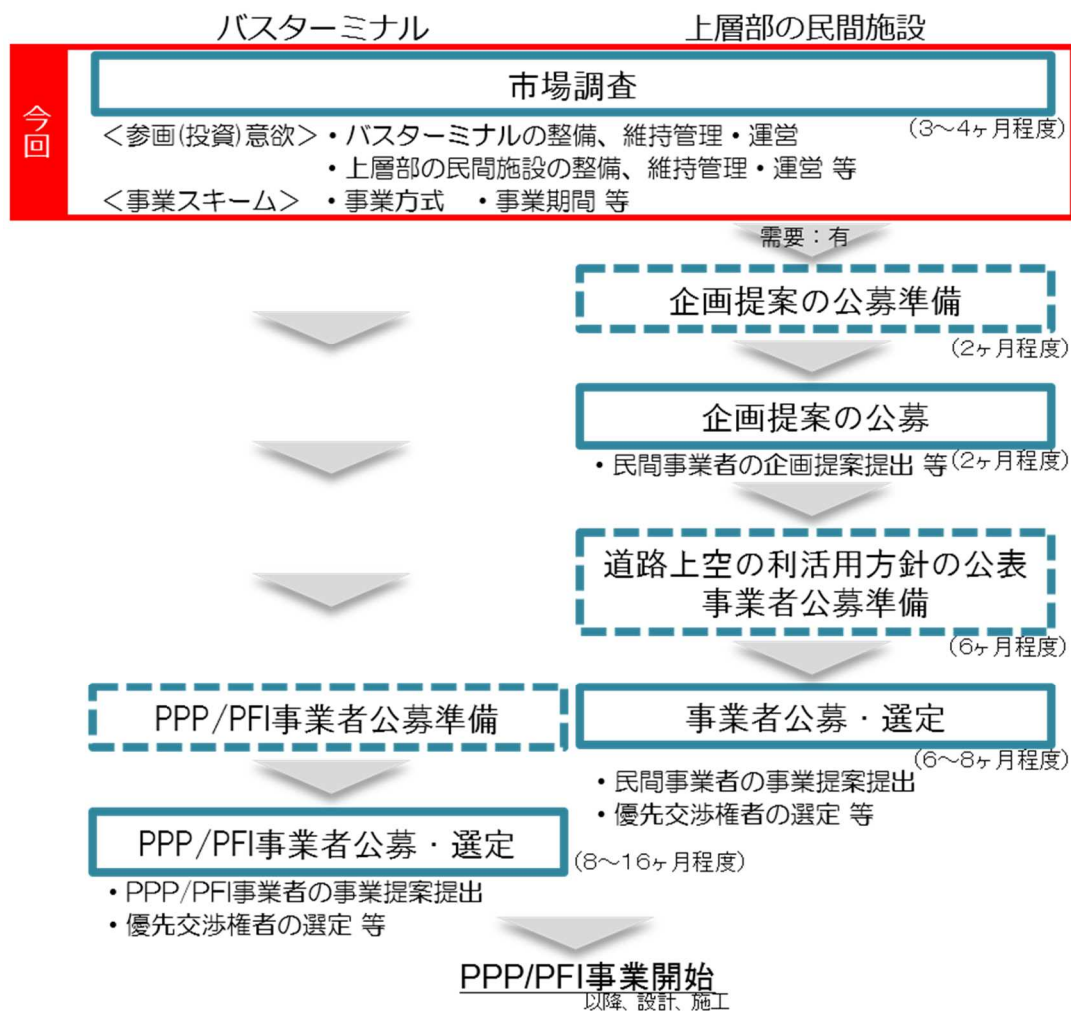 バスターミナル
上層部の民間施設
今回
市場調査
(3～4ヶ月程度)
＜参画(投資)意欲＞・バスターミナルの整備、維持管理・運営
・上層部の民間施設の整備、維持管理・運営 等
＜事業スキーム＞ ・事業方式 ・事業期間 等
需要：有
企画提案の公募準備
(2ヶ月程度)
企画提案の公募
・民間事業者の企画提案提出 等
(2ヶ月程度)
道路上空の利活用方針の公表
事業者公募準備
(6ヶ月程度)
PPP/PFI事業者公募準備
事業者公募・選定
(6～8ヶ月程度)
・民間事業者の事業提案提出
・優先交渉権者の選定 等
PPP/PFI事業者公募・選定
(8～16ヶ月程度)
・PPP/PFI事業者の事業提案提出
・優先交渉権者の選定 等
PPP/PFI事業開始
以降、設計、施工